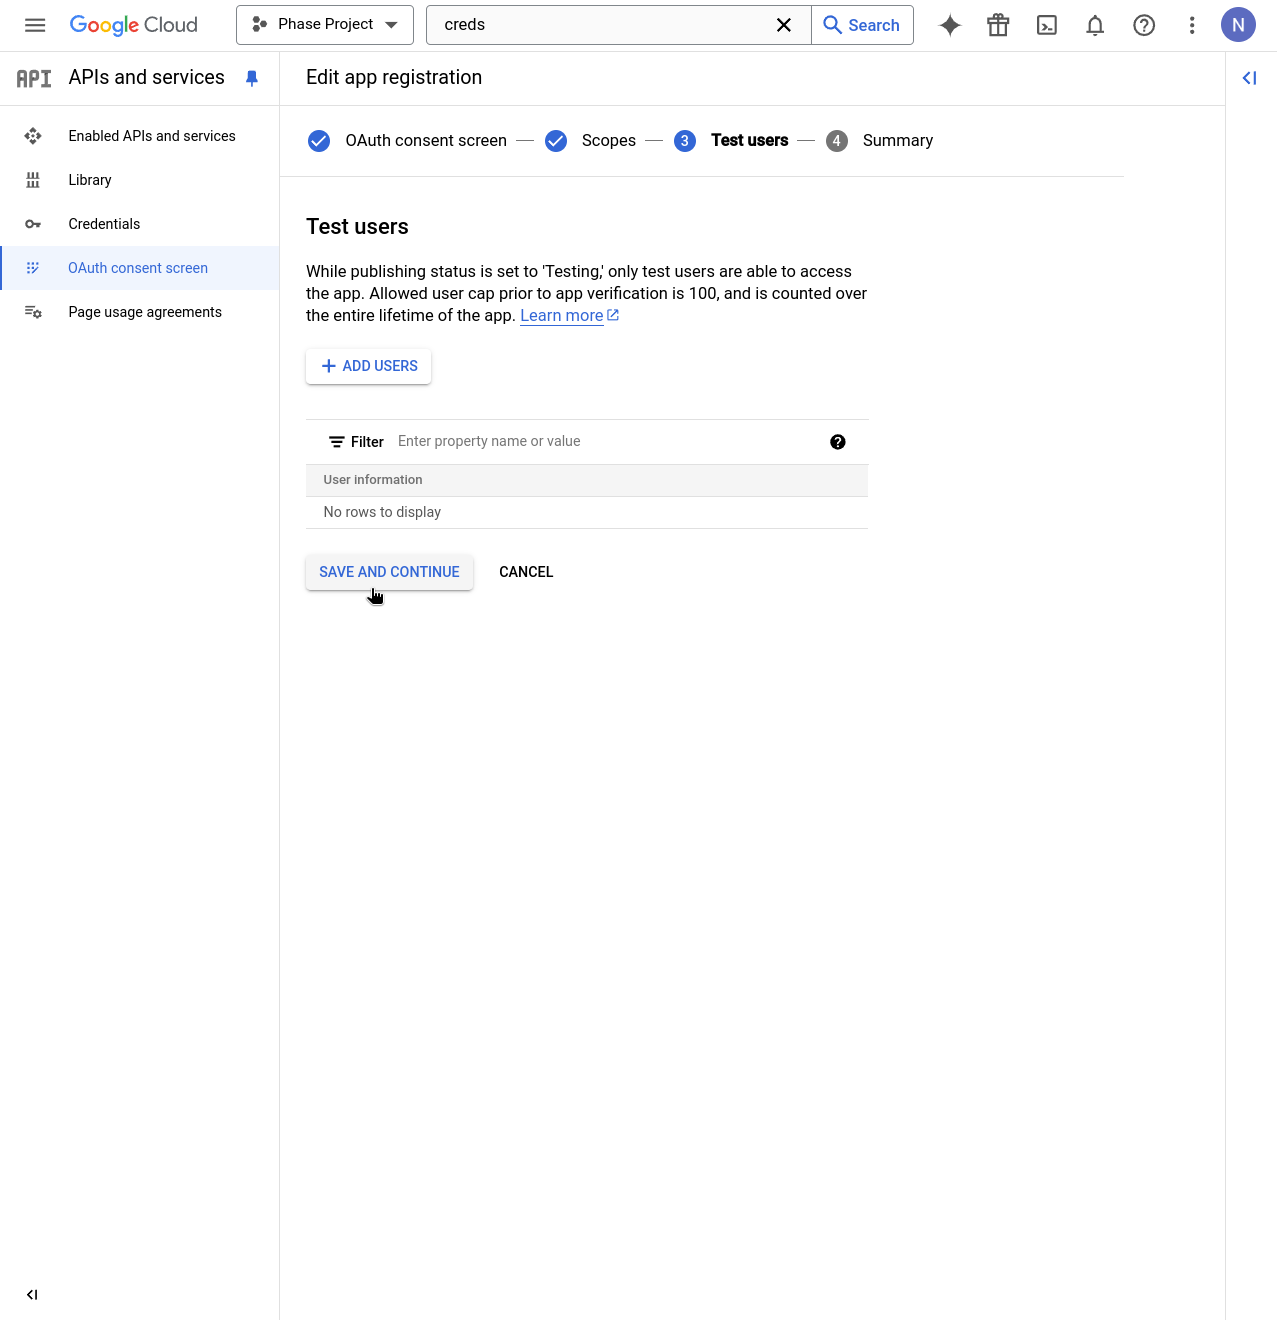 Google Cloud
Phase Project
creds
Search
N
API
APIs and services
Edit app registration
Enabled APIs and services
Library
Credentials
OAuth consent screen
Page usage agreements
OAuth consent screen
Scopes
3
Test users
4
Summary
Test users
While publishing status is set to 'Testing,' only test users are able to access
the app. Allowed user cap prior to app verification is 100, and is counted over
the entire lifetime of the app. Learn more
ADD USERS
Filter
Enter property name or value
User information
No rows to display
SAVE AND CONTINUE
CANCEL